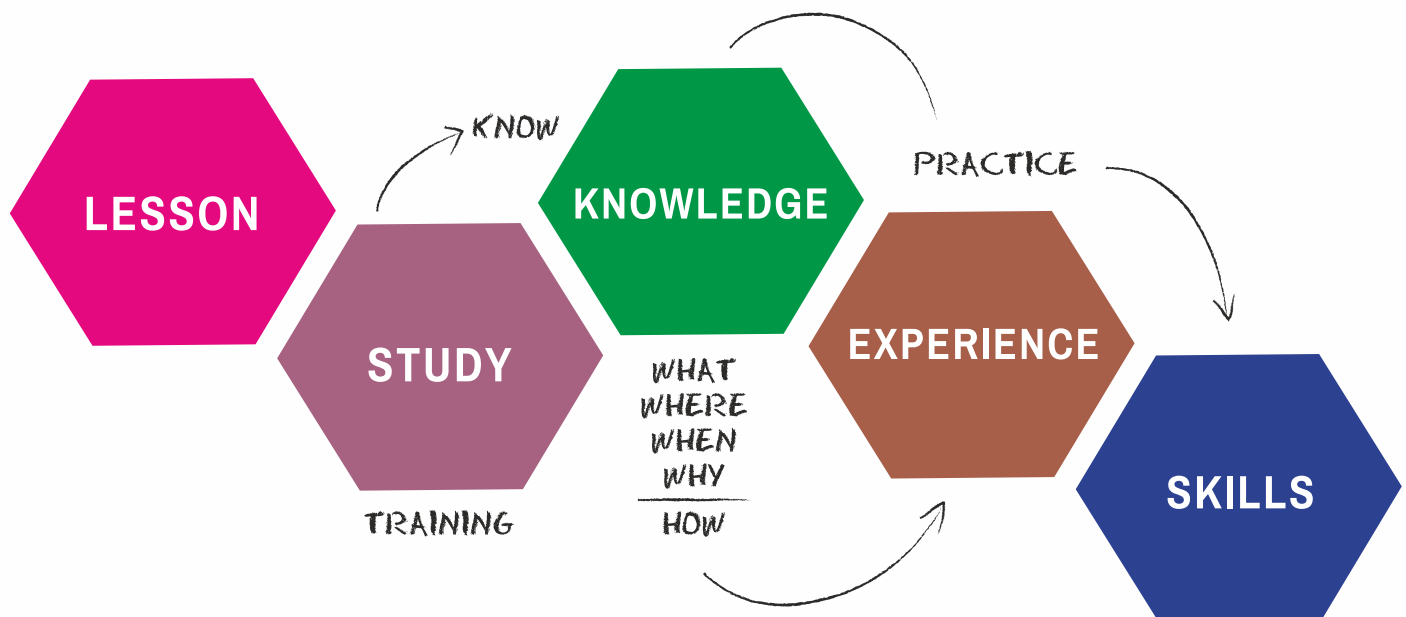 LESSON
STUDY
TRAINING
KNOW
KNOWLEDGE
WHAT
WHERE
WHEN
WHY
HOW
EXPERIENCE
PRACTICE
SKILLS